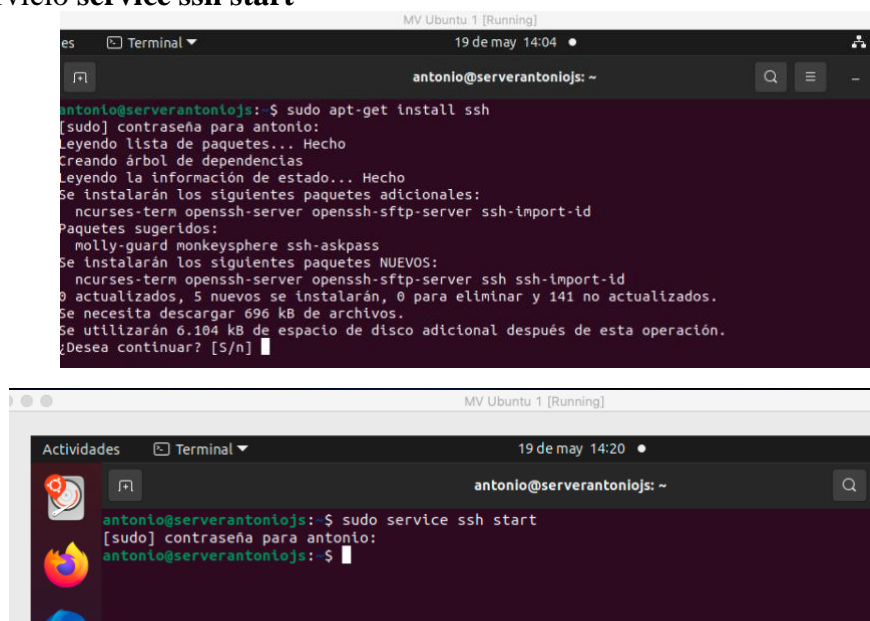 service ssh start
MV Ubuntu 1 [Running]
es Terminal 19 de may 14:04
antonio@serverantoniojs: ~
antonio@serverantoniojs:~$ sudo apt-get install ssh
[sudo] contraseña para antonio:
Leyendo lista de paquetes... Hecho
Creando árbol de dependencias
Leyendo la información de estado... Hecho
Se instalarán los siguientes paquetes adicionales:
ncurses-term openssh-server openssh-sftp-server ssh-import-id
Paquetes sugeridos:
molly-guard monkeysphere ssh-askpass
Se instalarán los siguientes paquetes NUEVOS:
ncurses-term openssh-server openssh-sftp-server ssh ssh-import-id
0 actualizados, 5 nuevos se instalarán, 0 para eliminar y 141 no actualizados.
Se necesita descargar 696 kB de archivos.
Se utilizarán 6.104 kB de espacio de disco adicional después de esta operación.
¿Desea continuar? [S/n]
MV Ubuntu 1 [Running]
Actividades Terminal 19 de may 14:20
antonio@serverantoniojs: ~
antonio@serverantoniojs:~$ sudo service ssh start
[sudo] contraseña para antonio:
antonio@serverantoniojs:~$